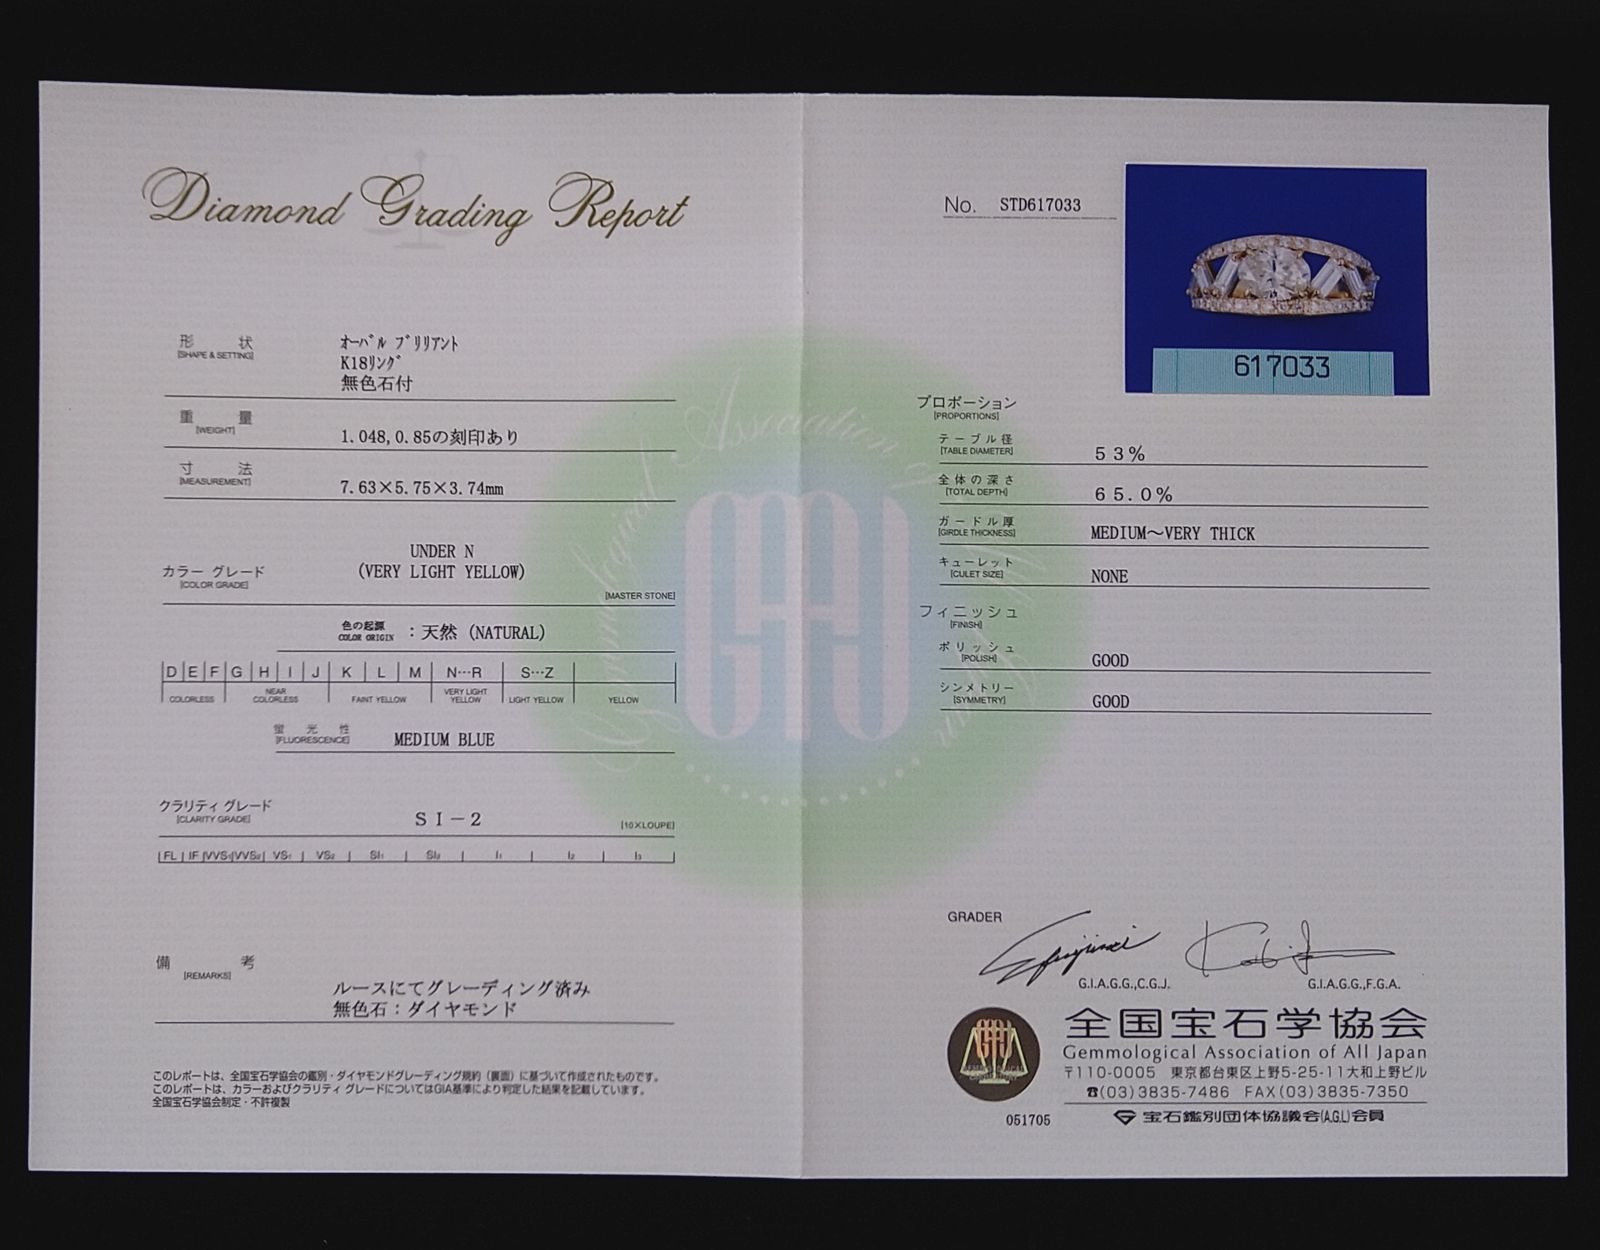 Diamond Grading Report
形状
[SHAPE & SETTING]
ｵｰﾊﾞﾙ ﾌﾞﾘﾘｱﾝﾄ
K18ﾘﾝｸﾞ
無色石付
重量
[WEIGHT]
1.048,0.85の刻印あり
寸法
[MEASUREMENT]
7.63×5.75×3.74mm
カラー グレード
[COLOR GRADE]
UNDER N
(VERY LIGHT YELLOW)
[MASTER STONE]
色の起源
COLOR ORIGIN
：天然 (NATURAL)
D E F G H I J K L M N…R S…Z
COLORLESS NEAR COLORLESS FAINT YELLOW VERY LIGHT YELLOW LIGHT YELLOW YELLOW
蛍光性
[FLUORESCENCE]
MEDIUM BLUE
クラリティ グレード
[CLARITY GRADE]
SI－2
[10×LOUPE]
FL IF VVS1 VVS2 VS1 VS2 SI1 SI2 I1 I2 I3
備考
[REMARKS]
ルースにてグレーディング済み
無色石：ダイヤモンド
このレポートは、全国宝石学協会の鑑別・ダイヤモンドグレーディング規約（裏面）に基づいて作成されたものです。
このレポートは、カラーおよびクラリティ グレードについてはGIA基準により判定した結果を記載しています。
全国宝石学協会制定・不許複製
No. STD617033
617033
プロポーション
[PROPORTIONS]
テーブル径
[TABLE DIAMETER]
53%
全体の深さ
[TOTAL DEPTH]
65.0%
ガードル厚
[GIRDLE THICKNESS]
MEDIUM～VERY THICK
キューレット
[CULET SIZE]
NONE
フィニッシュ
[FINISH]
ポリッシュ
[POLISH]
GOOD
シンメトリー
[SYMMETRY]
GOOD
GRADER
G.I.A.G.G.,C.G.J.
G.I.A.G.G.,F.G.A.
全国宝石学協会
Gemmological Association of All Japan
〒110-0005 東京都台東区上野5-25-11大和上野ビル
☎(03)3835-7486 FAX(03)3835-7350
宝石鑑別団体協議会(A.G.L)会員
051705